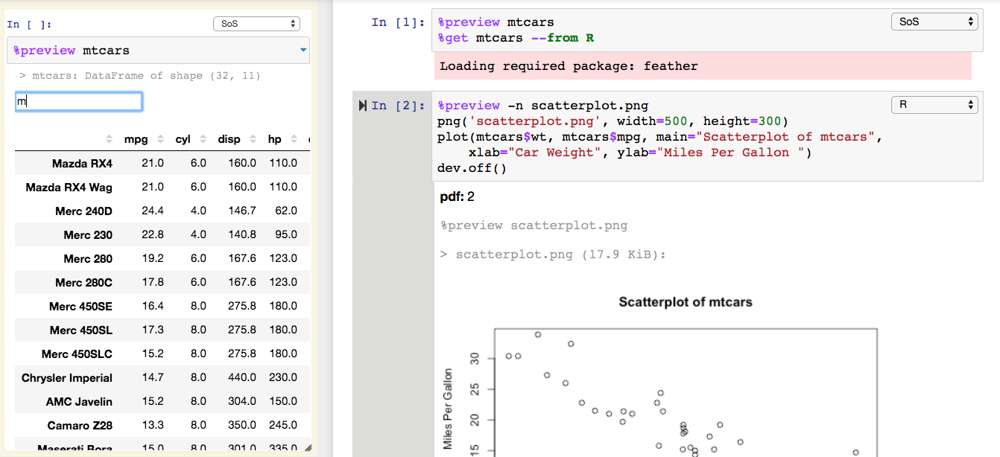 In [ ]:
SoS
%preview mtcars
> mtcars: DataFrame of shape (32, 11)
m
mpg cyl disp hp
Mazda RX4 21.0 6.0 160.0 110.0
Mazda RX4 Wag 21.0 6.0 160.0 110.0
Merc 240D 24.4 4.0 146.7 62.0
Merc 230 22.8 4.0 140.8 95.0
Merc 280 19.2 6.0 167.6 123.0
Merc 280C 17.8 6.0 167.6 123.0
Merc 450SE 16.4 8.0 275.8 180.0
Merc 450SL 17.3 8.0 275.8 180.0
Merc 450SLC 15.2 8.0 275.8 180.0
Chrysler Imperial 14.7 8.0 440.0 230.0
AMC Javelin 15.2 8.0 304.0 150.0
Camaro Z28 13.3 8.0 350.0 245.0
Maserati Bora 15.0 8.0 301.0 335.0
In [1]:
%preview mtcars
SoS
%get mtcars --from R
Loading required package: feather
In [2]:
%preview -n scatterplot.png
R
png('scatterplot.png', width=500, height=300)
plot(mtcars$wt, mtcars$mpg, main="Scatterplot of mtcars",
xlab="Car Weight", ylab="Miles Per Gallon ")
dev.off()
pdf: 2
%preview scatterplot.png
> scatterplot.png (17.9 KiB):
Scatterplot of mtcars
Miles Per Gallon
30
25
20
15